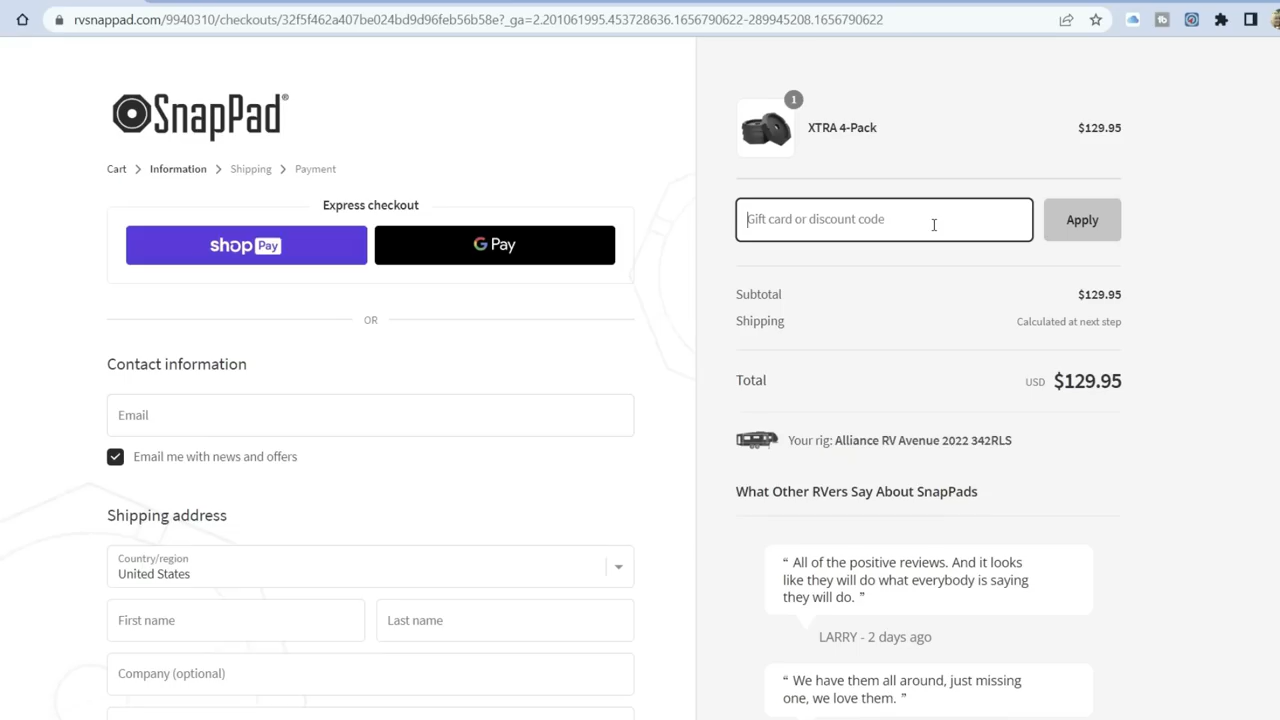 rvsnappad.com/9940310/checkouts/32f5f462a407be024bd9d96feb56b58e?_ga=2.201061995.453728636.1656790622-289945208.1656790622
SnapPad®
Cart > Information > Shipping > Payment
Express checkout
shop Pay
G Pay
OR
Contact information
Email
Email me with news and offers
Shipping address
Country/region
United States
First name
Last name
Company (optional)
1
XTRA 4-Pack
$129.95
Gift card or discount code
Apply
Subtotal
$129.95
Shipping
Calculated at next step
Total
USD $129.95
Your rig: Alliance RV Avenue 2022 342RLS
What Other RVers Say About SnapPads
“ All of the positive reviews. And it looks
like they will do what everybody is saying
they will do. ”
LARRY - 2 days ago
“ We have them all around, just missing
one, we love them. ”